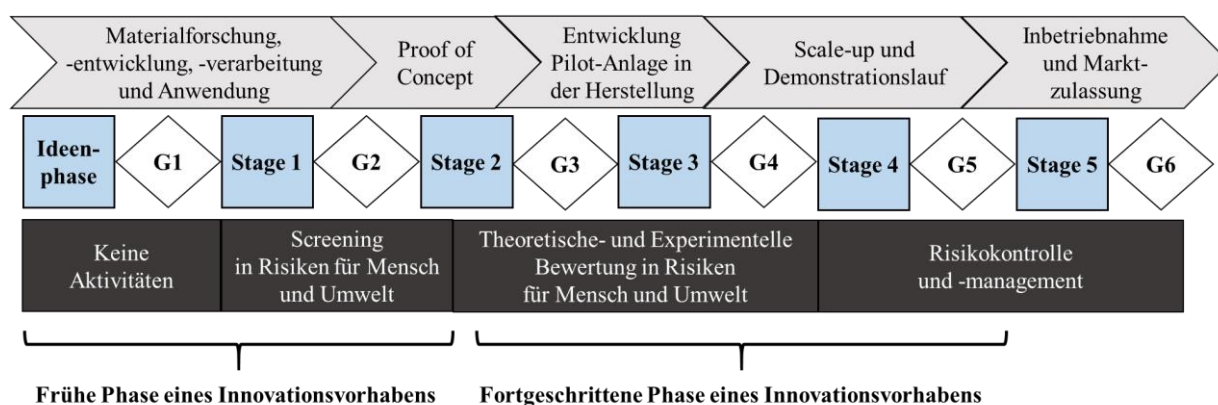 Materialforschung,
-entwicklung, -verarbeitung
und Anwendung
Proof of
Concept
Entwicklung
Pilot-Anlage in
der Herstellung
Scale-up und
Demonstrationslauf
Inbetriebnahme
und Markt-
zulassung
Ideen-
phase
G1
Stage 1
G2
Stage 2
G3
Stage 3
G4
Stage 4
G5
Stage 5
G6
Keine
Aktivitäten
Screening
in Risiken für Mensch
und Umwelt
Theoretische- und Experimentelle
Bewertung in Risiken
für Mensch und Umwelt
Risikokontrolle
und -management
Frühe Phase eines Innovationsvorhabens
Fortgeschrittene Phase eines Innovationsvorhabens